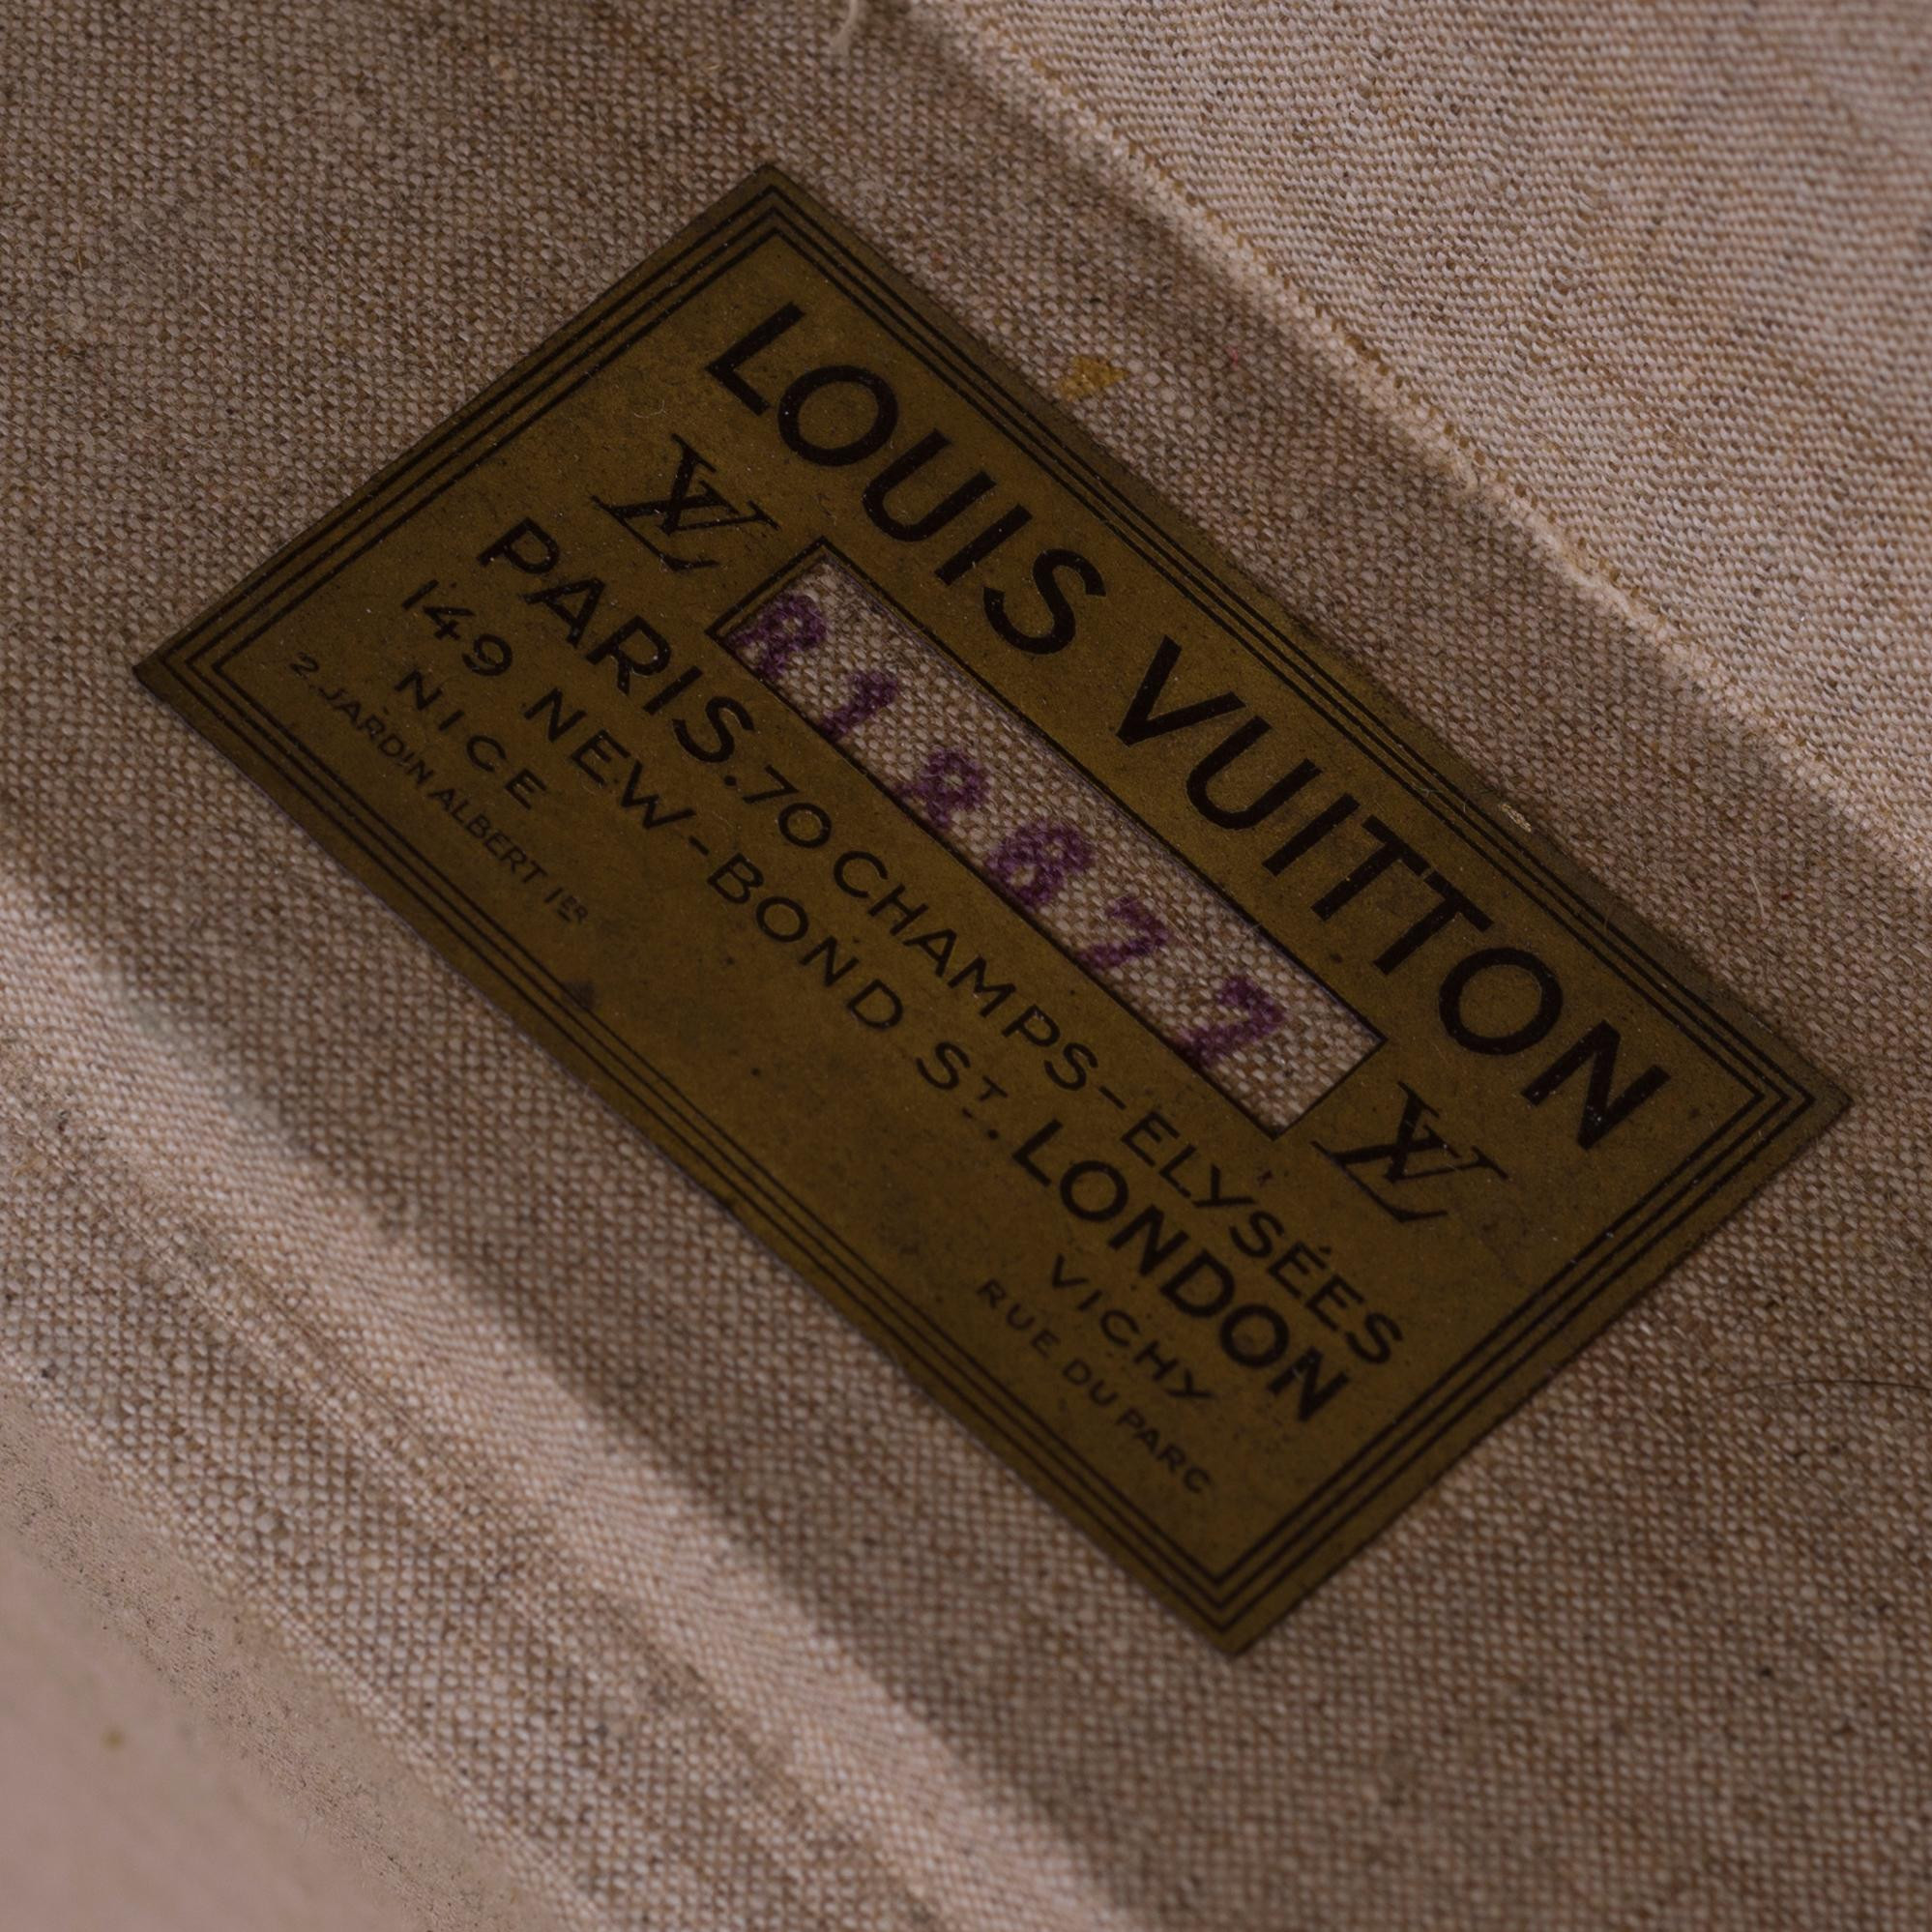 LOUIS VUITTON
LV R18877 LV
PARIS.70 CHAMPS-ELYSÉES
149 NEW-BOND ST. LONDON
NICE VICHY
2.JARDIN ALBERT 1ER RUE DU PARC